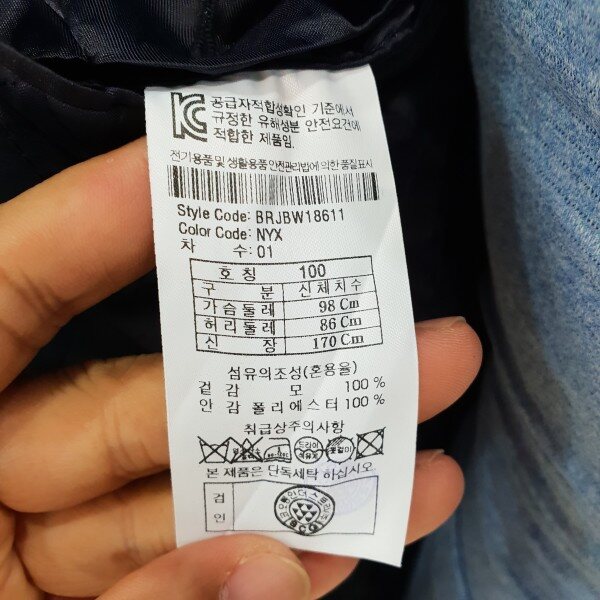 공급자적합성확인 기준에서
규정한 유해성분 안전요건에
적합한 제품임.
전기용품 및 생활용품 안전관리법에 의한 품질표시
Style Code: BRJBW18611
Color Code: NYX
차 수: 01
호 칭 100
구 분 신체치수
가슴둘레 98 Cm
허리둘레 86 Cm
신 장 170 Cm
섬유의조성(혼용율)
겉 감 모 100 %
안 감 폴리에스터 100 %
취급상주의사항
드라이
옷걸이
본 제품은 단독세탁 하십시오.
검
인